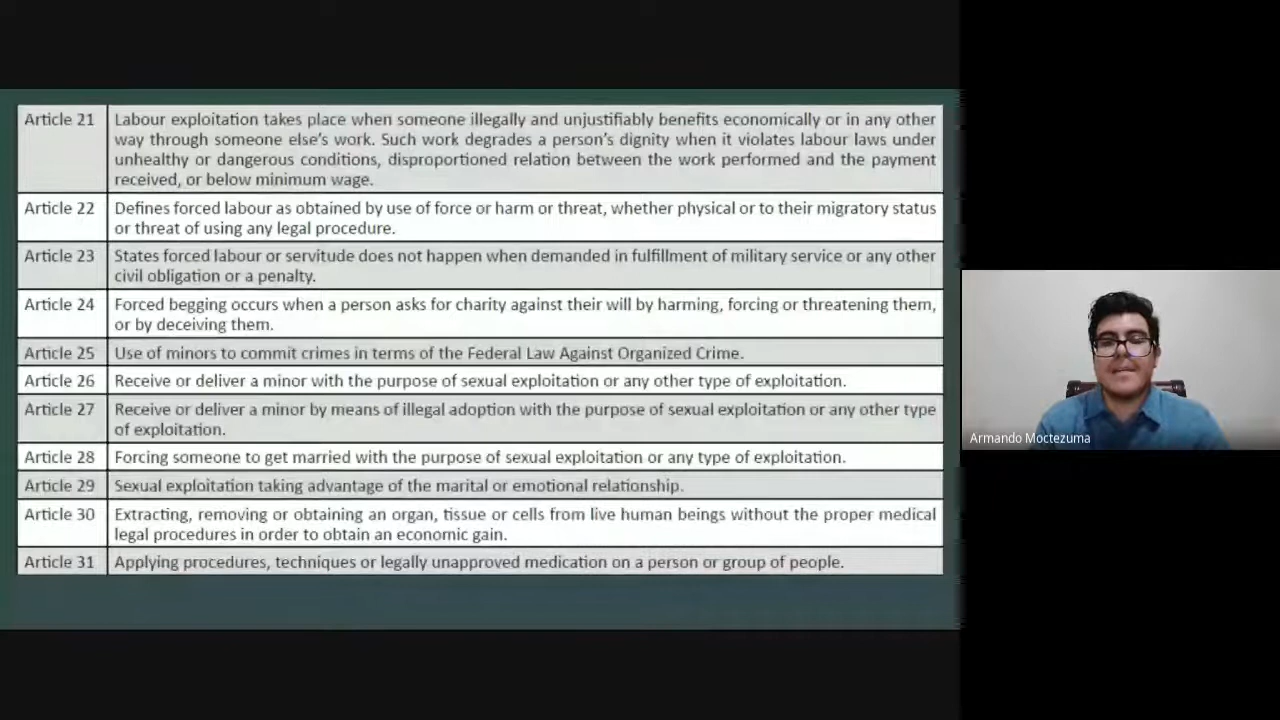 Article 21
Labour exploitation takes place when someone illegally and unjustifiably benefits economically or in any other
way through someone else's work. Such work degrades a person's dignity when it violates labour laws under
unhealthy or dangerous conditions, disproportioned relation between the work performed and the payment
received, or below minimum wage.
Article 22
Defines forced labour as obtained by use of force or harm or threat, whether physical or to their migratory status
or threat of using any legal procedure.
Article 23
States forced labour or servitude does not happen when demanded in fulfillment of military service or any other
civil obligation or a penalty.
Article 24
Forced begging occurs when a person asks for charity against their will by harming, forcing or threatening them,
or by deceiving them.
Article 25
Use of minors to commit crimes in terms of the Federal Law Against Organized Crime.
Article 26
Receive or deliver a minor with the purpose of sexual exploitation or any other type of exploitation.
Article 27
Receive or deliver a minor by means of illegal adoption with the purpose of sexual exploitation or any other type
of exploitation.
Article 28
Forcing someone to get married with the purpose of sexual exploitation or any type of exploitation.
Article 29
Sexual exploitation taking advantage of the marital or emotional relationship.
Article 30
Extracting, removing or obtaining an organ, tissue or cells from live human beings without the proper medical
legal procedures in order to obtain an economic gain.
Article 31
Applying procedures, techniques or legally unapproved medication on a person or group of people.
Armando Moctezuma